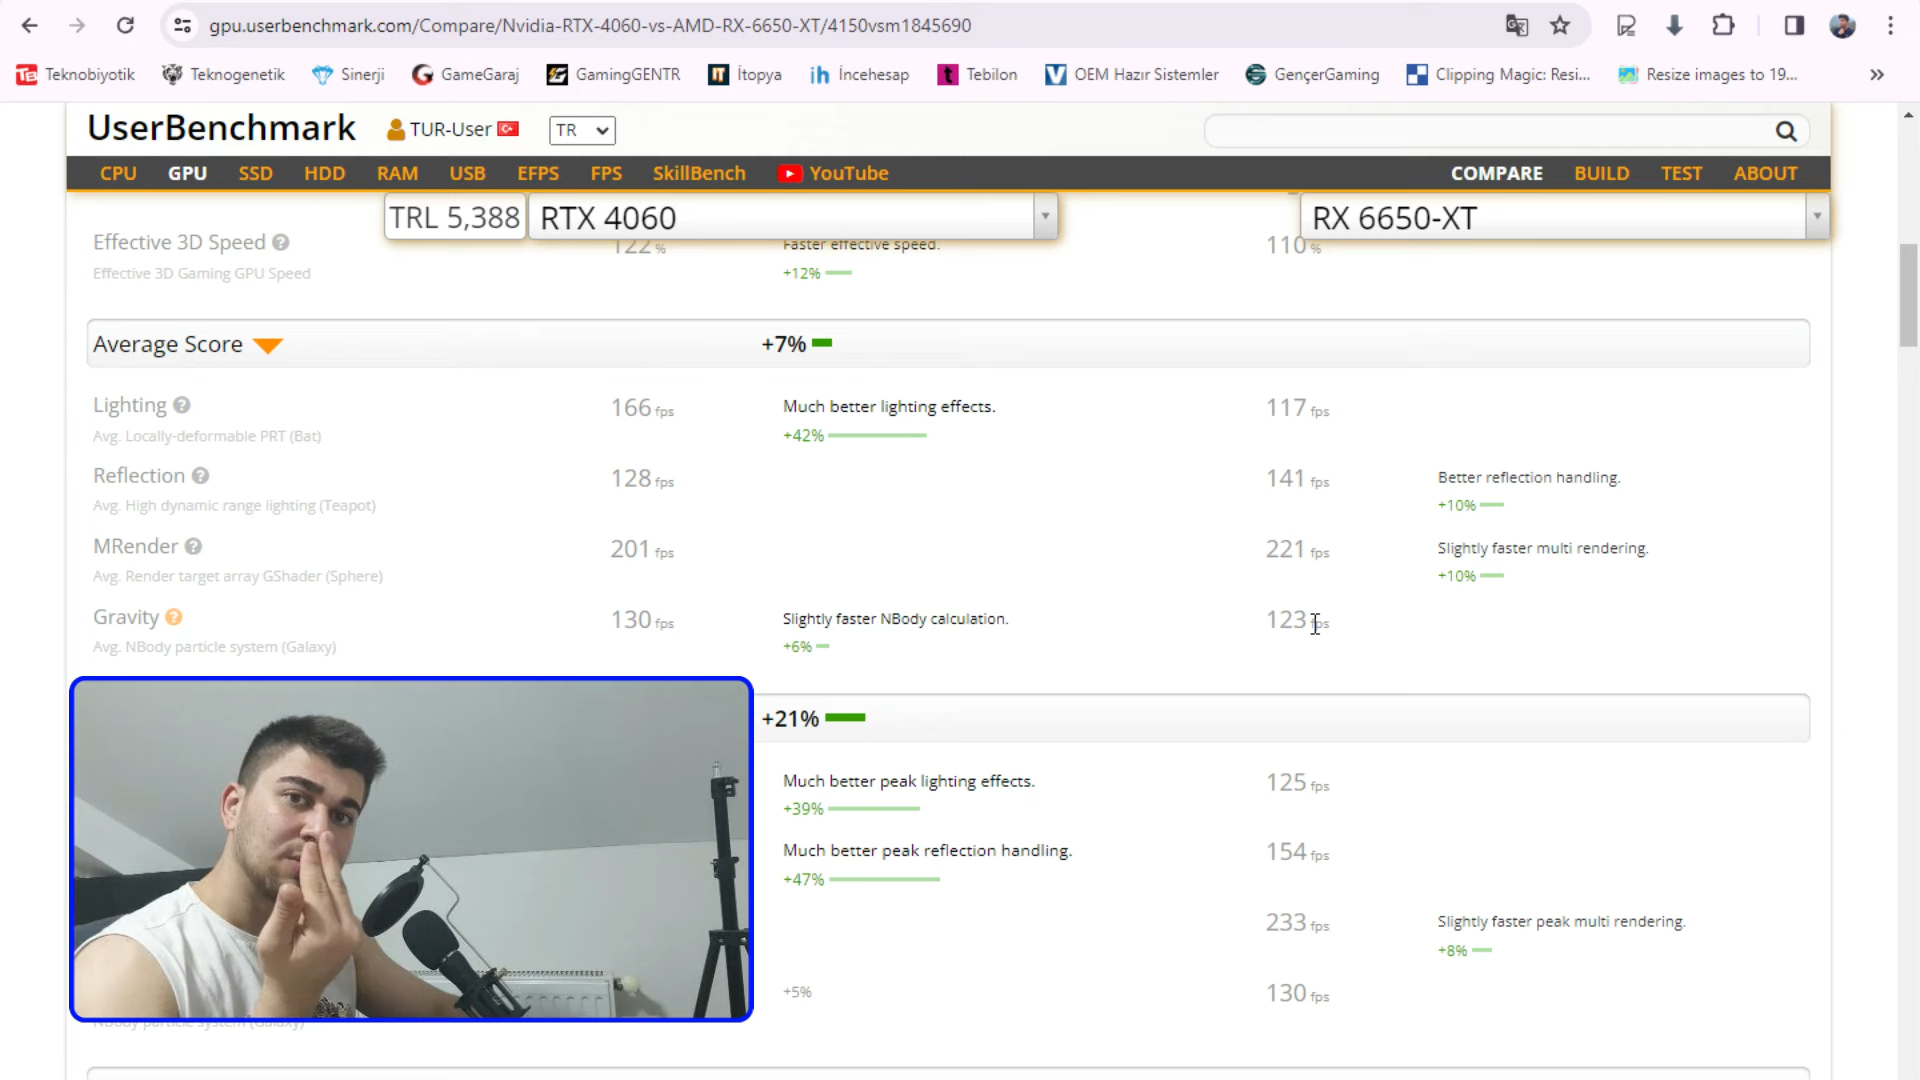 gpu.userbenchmark.com/Compare/Nvidia-RTX-4060-vs-AMD-RX-6650-XT/4150vsm1845690
Teknobiyotik Teknogenetik Sinerji GameGaraj GamingGENTR İtopya İncehesap Tebilon OEM Hazır Sistemler GençerGaming Clipping Magic: Resi... Resize images to 19... »
UserBenchmark TUR-User TR
CPU GPU SSD HDD RAM USB EFPS FPS SkillBench YouTube COMPARE BUILD TEST ABOUT
TRL 5,388 RTX 4060 RX 6650-XT
Effective 3D Speed 122 % Faster effective speed. 110 %
Effective 3D Gaming GPU Speed +12%
Average Score +7%
Lighting 166 fps Much better lighting effects. 117 fps
Avg. Locally-deformable PRT (Bat) +42%
Reflection 128 fps 141 fps Better reflection handling.
Avg. High dynamic range lighting (Teapot) +10%
MRender 201 fps 221 fps Slightly faster multi rendering.
Avg. Render target array GShader (Sphere) +10%
Gravity 130 fps Slightly faster NBody calculation. 123 fps
Avg. NBody particle system (Galaxy) +6%
+21%
Much better peak lighting effects. 125 fps
+39%
Much better peak reflection handling. 154 fps
+47%
233 fps Slightly faster peak multi rendering.
+8%
+5% 130 fps
NBody particle system (Galaxy)